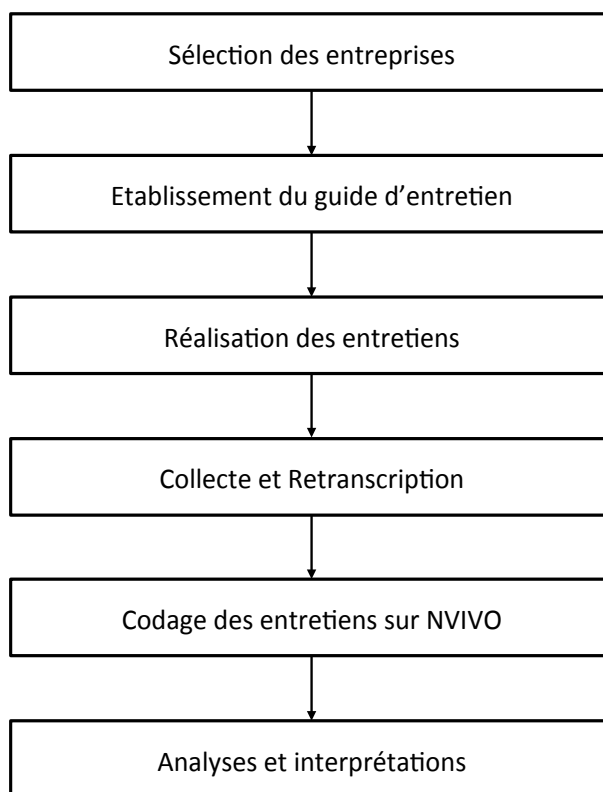 Sélection des entreprises
Etablissement du guide d’entretien
Réalisation des entretiens
Collecte et Retranscription
Codage des entretiens sur NVIVO
Analyses et interprétations